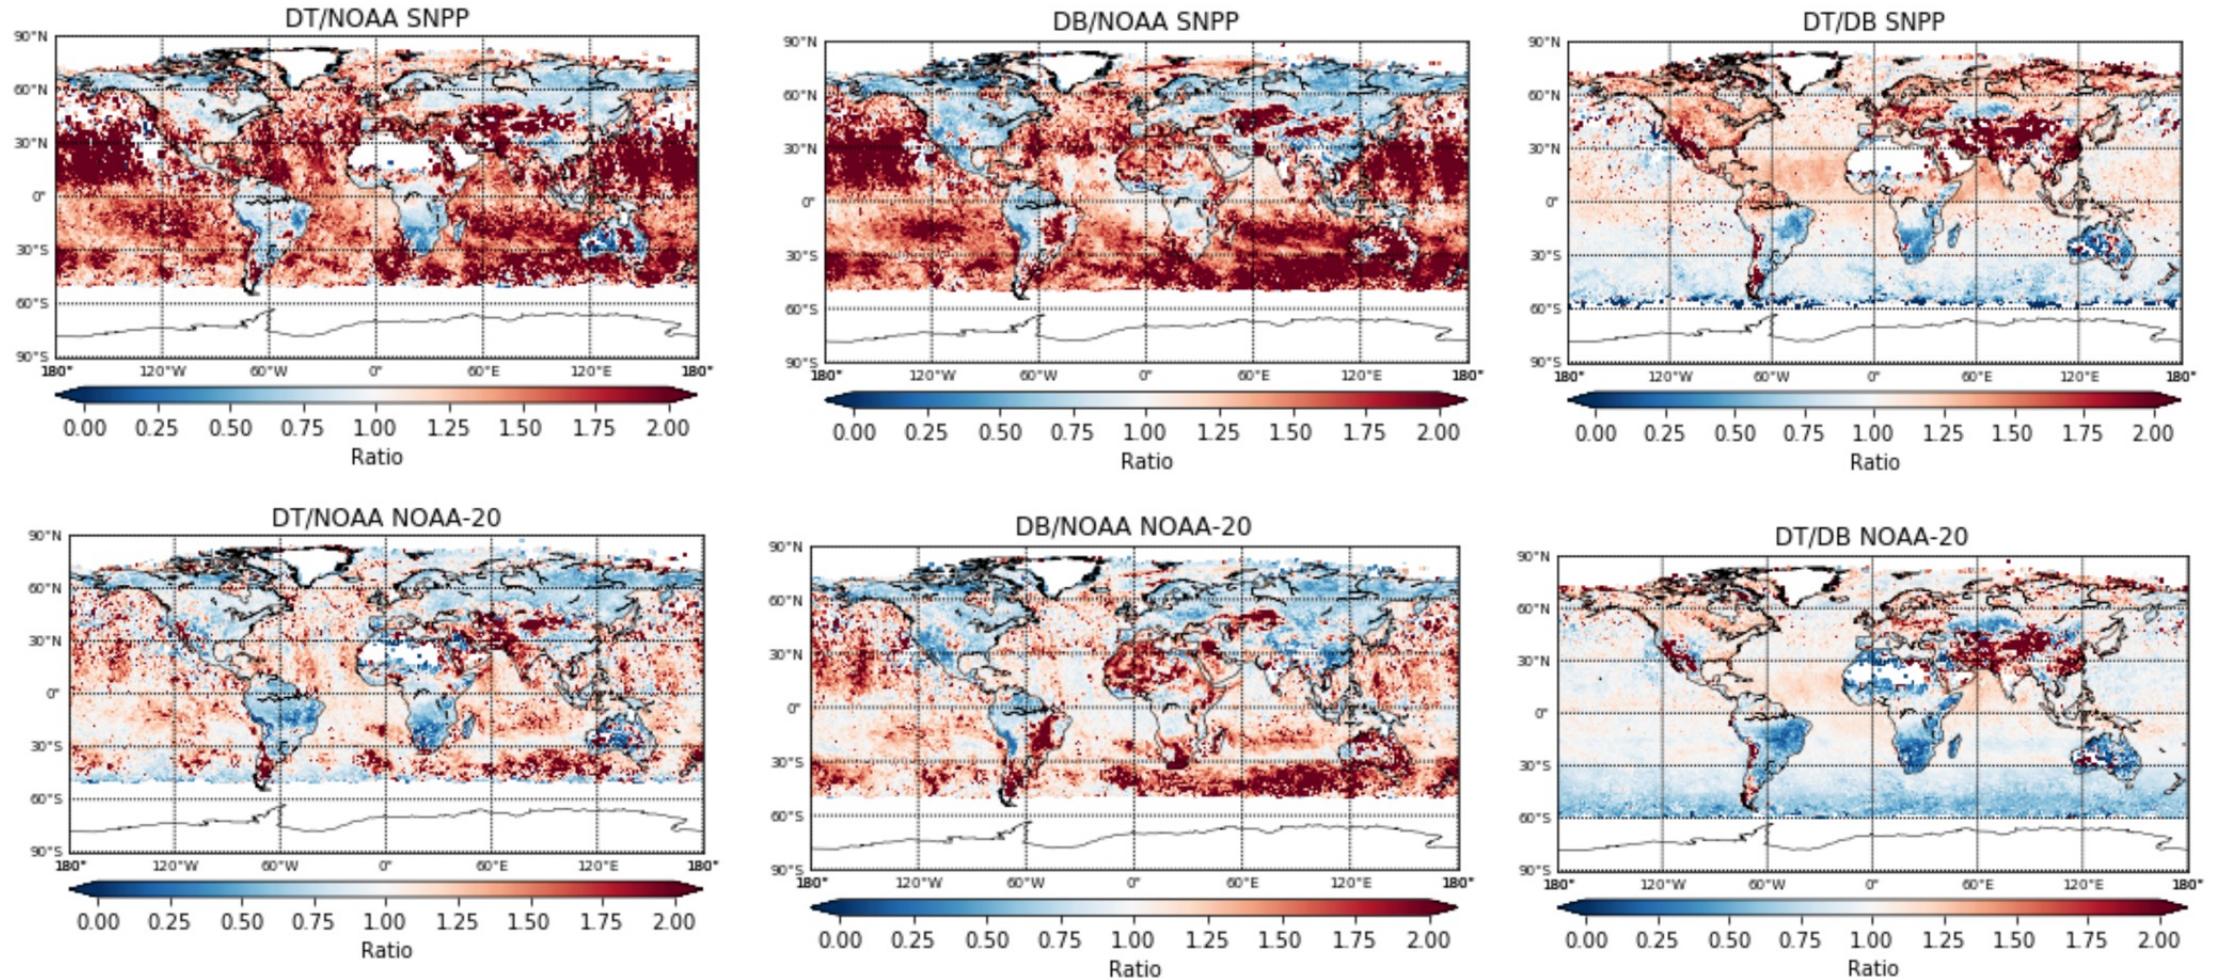 DT/NOAA SNPP
90°N
60°N
30°N
0°
30°S
60°S
90°S
180° 120°W 60°W 0° 60°E 120°E 180°
0.00 0.25 0.50 0.75 1.00 1.25 1.50 1.75 2.00
Ratio
DB/NOAA SNPP
90°N
60°N
30°N
0°
30°S
60°S
90°S
180° 120°W 60°W 0° 60°E 120°E 180°
0.00 0.25 0.50 0.75 1.00 1.25 1.50 1.75 2.00
Ratio
DT/DB SNPP
90°N
60°N
30°N
0°
30°S
60°S
90°S
180° 120°W 60°W 0° 60°E 120°E 180°
0.00 0.25 0.50 0.75 1.00 1.25 1.50 1.75 2.00
Ratio
DT/NOAA NOAA-20
90°N
60°N
30°N
0°
30°S
60°S
90°S
180° 120°W 60°W 0° 60°E 120°E 180°
0.00 0.25 0.50 0.75 1.00 1.25 1.50 1.75 2.00
Ratio
DB/NOAA NOAA-20
90°N
60°N
30°N
0°
30°S
60°S
90°S
180° 120°W 60°W 0° 60°E 120°E 180°
0.00 0.25 0.50 0.75 1.00 1.25 1.50 1.75 2.00
Ratio
DT/DB NOAA-20
90°N
60°N
30°N
0°
30°S
60°S
90°S
180° 120°W 60°W 0° 60°E 120°E 180°
0.00 0.25 0.50 0.75 1.00 1.25 1.50 1.75 2.00
Ratio